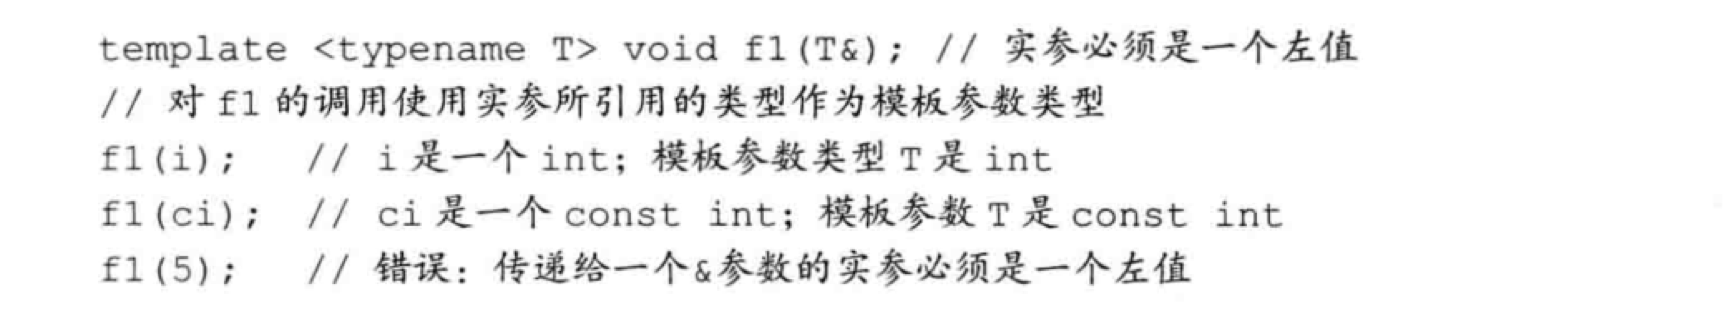 template <typename T> void f1(T&); // 实参必须是一个左值
// 对 f1 的调用使用实参所引用的类型作为模板参数类型
f1(i);   // i 是一个 int；模板参数类型 T 是 int
f1(ci);  // ci 是一个 const int；模板参数 T 是 const int
f1(5);   // 错误：传递给一个&参数的实参必须是一个左值